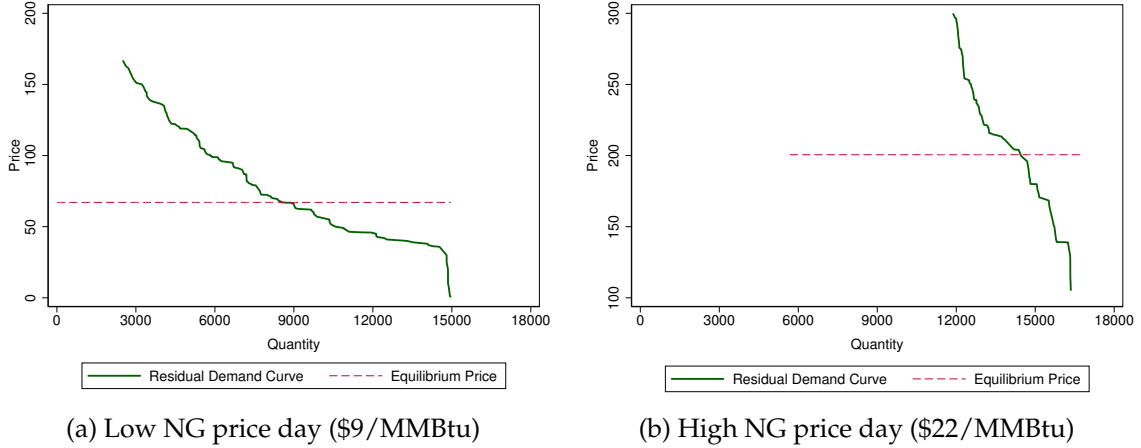 200
150
100
50
0
Price
0 3000 6000 9000 12000 15000 18000
Quantity
Residual Demand Curve Equilibrium Price
(a) Low NG price day ($9/MMBtu)
300
250
200
150
100
Price
0 3000 6000 9000 12000 15000 18000
Quantity
Residual Demand Curve Equilibrium Price
(b) High NG price day ($22/MMBtu)